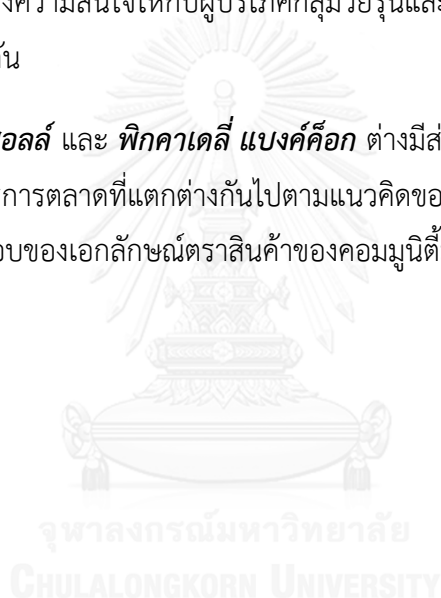 ความสนใจให้กับผู้บริโภคกลุ่มวัยรุ่นและ
กัน
อลล์ และ พิกคาเดลี่ แบงค์ค็อก ต่างมีส่
การตลาดที่แตกต่างกันไปตามแนวคิดขอ
อบของเอกลักษณ์ตราสินค้าของคอมมูนิตี้
จุฬาลงกรณ์มหาวิทยาลัย
CHULALONGKORN UNIVERSITY